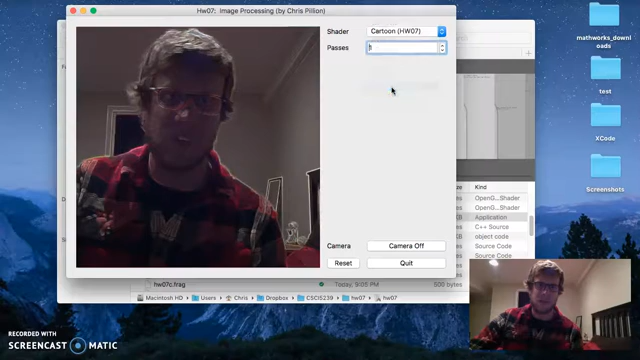 Hw07: Image Processing (by Chris Pillion)
Shader Cartoon (HW07)
Passes 1
Camera Camera Off
Reset Quit
mathworks_downloads
test
XCode
Screenshots
Kind
OpenG...Shader
OpenG...Shader
Application
C++ Source
object code
Source Code
Source Code
hw07c.frag Today, 9:05 PM 500 bytes
Macintosh HD Users Chris Dropbox CSCI5239 hw07 hw07
RECORDED WITH
SCREENCAST MATIC